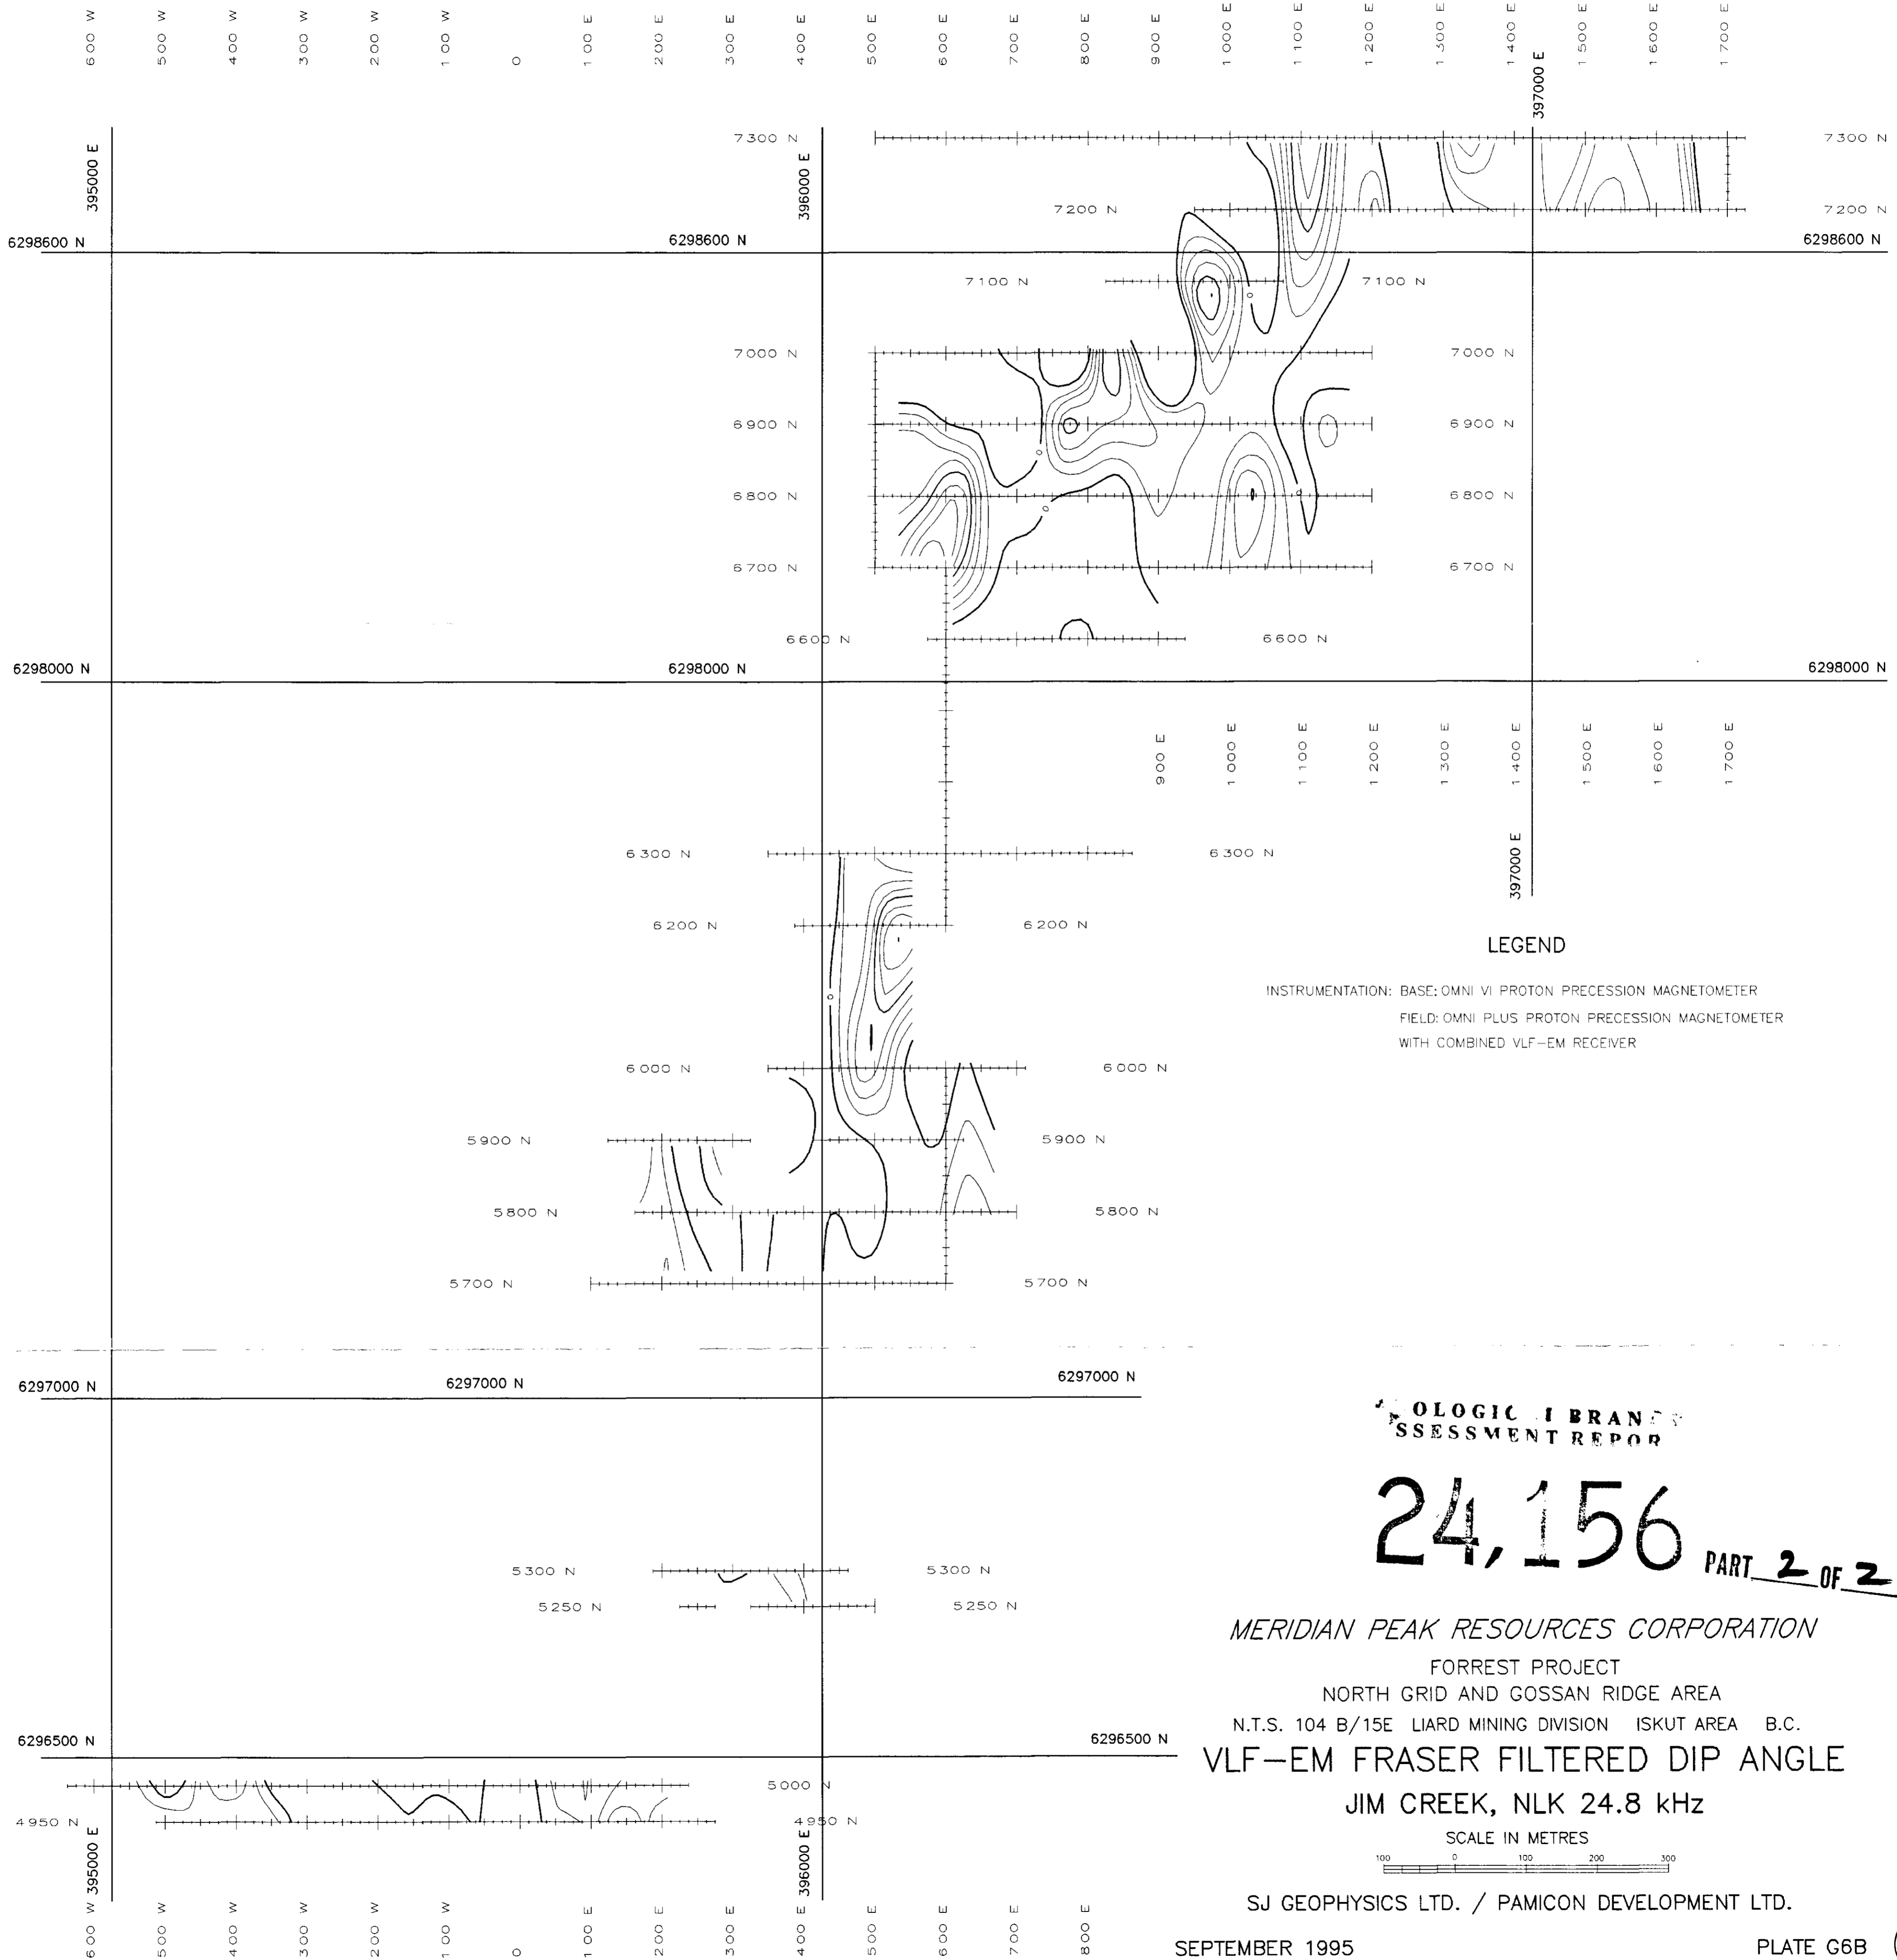 600 W 500 W 400 W 300 W 200 W 100 W 0 100 E 200 E 300 E 400 E 500 E 600 E 700 E 800 E 900 E 1000 E 1100 E 1200 E 1300 E 1400 E 1500 E 1600 E 1700 E
395000 E
396000 E
397000 E
7300 N 7300 N
7200 N 7200 N
6298600 N 6298600 N 6298600 N
7100 N 0 7100 N
7000 N 7000 N
6900 N 6900 N
0
6800 N 0 6800 N
0
6700 N 6700 N
6600 N 6600 N
6298000 N 6298000 N 6298000 N
900 E 1000 E 1100 E 1200 E 1300 E 1400 E 1500 E 1600 E 1700 E
397000 E
6300 N 6300 N
6200 N 6200 N
0
6000 N 6000 N
5900 N 5900 N
5800 N 5800 N
5700 N 5700 N
LEGEND
INSTRUMENTATION: BASE: OMNI VI PROTON PRECESSION MAGNETOMETER
FIELD: OMNI PLUS PROTON PRECESSION MAGNETOMETER
WITH COMBINED VLF-EM RECEIVER
6297000 N 6297000 N 6297000 N
5300 N 5300 N
5250 N 5250 N
6296500 N 6296500 N
5000 N
4950 N 4950 N
395000 E
396000 E
600 W 500 W 400 W 300 W 200 W 100 W 0 100 E 200 E 300 E 400 E 500 E 600 E 700 E 800 E
OLOGIC BRAN
SSESSMENT REPOR
24,156
PART 2 OF 2
MERIDIAN PEAK RESOURCES CORPORATION
FORREST PROJECT
NORTH GRID AND GOSSAN RIDGE AREA
N.T.S. 104 B/15E LIARD MINING DIVISION ISKUT AREA B.C.
VLF-EM FRASER FILTERED DIP ANGLE
JIM CREEK, NLK 24.8 kHz
SCALE IN METRES
100 0 100 200 300
SJ GEOPHYSICS LTD. / PAMICON DEVELOPMENT LTD.
SEPTEMBER 1995 PLATE G6B (